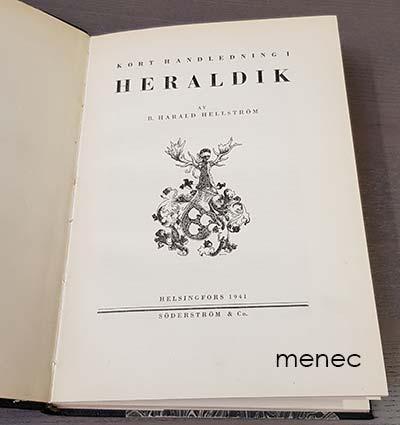 KORT HANDLEDNING I
HERALDIK
AV
B. HARALD HELLSTRÖM
HELSINGFORS 1941
SÖDERSTRÖM & Co.
menec